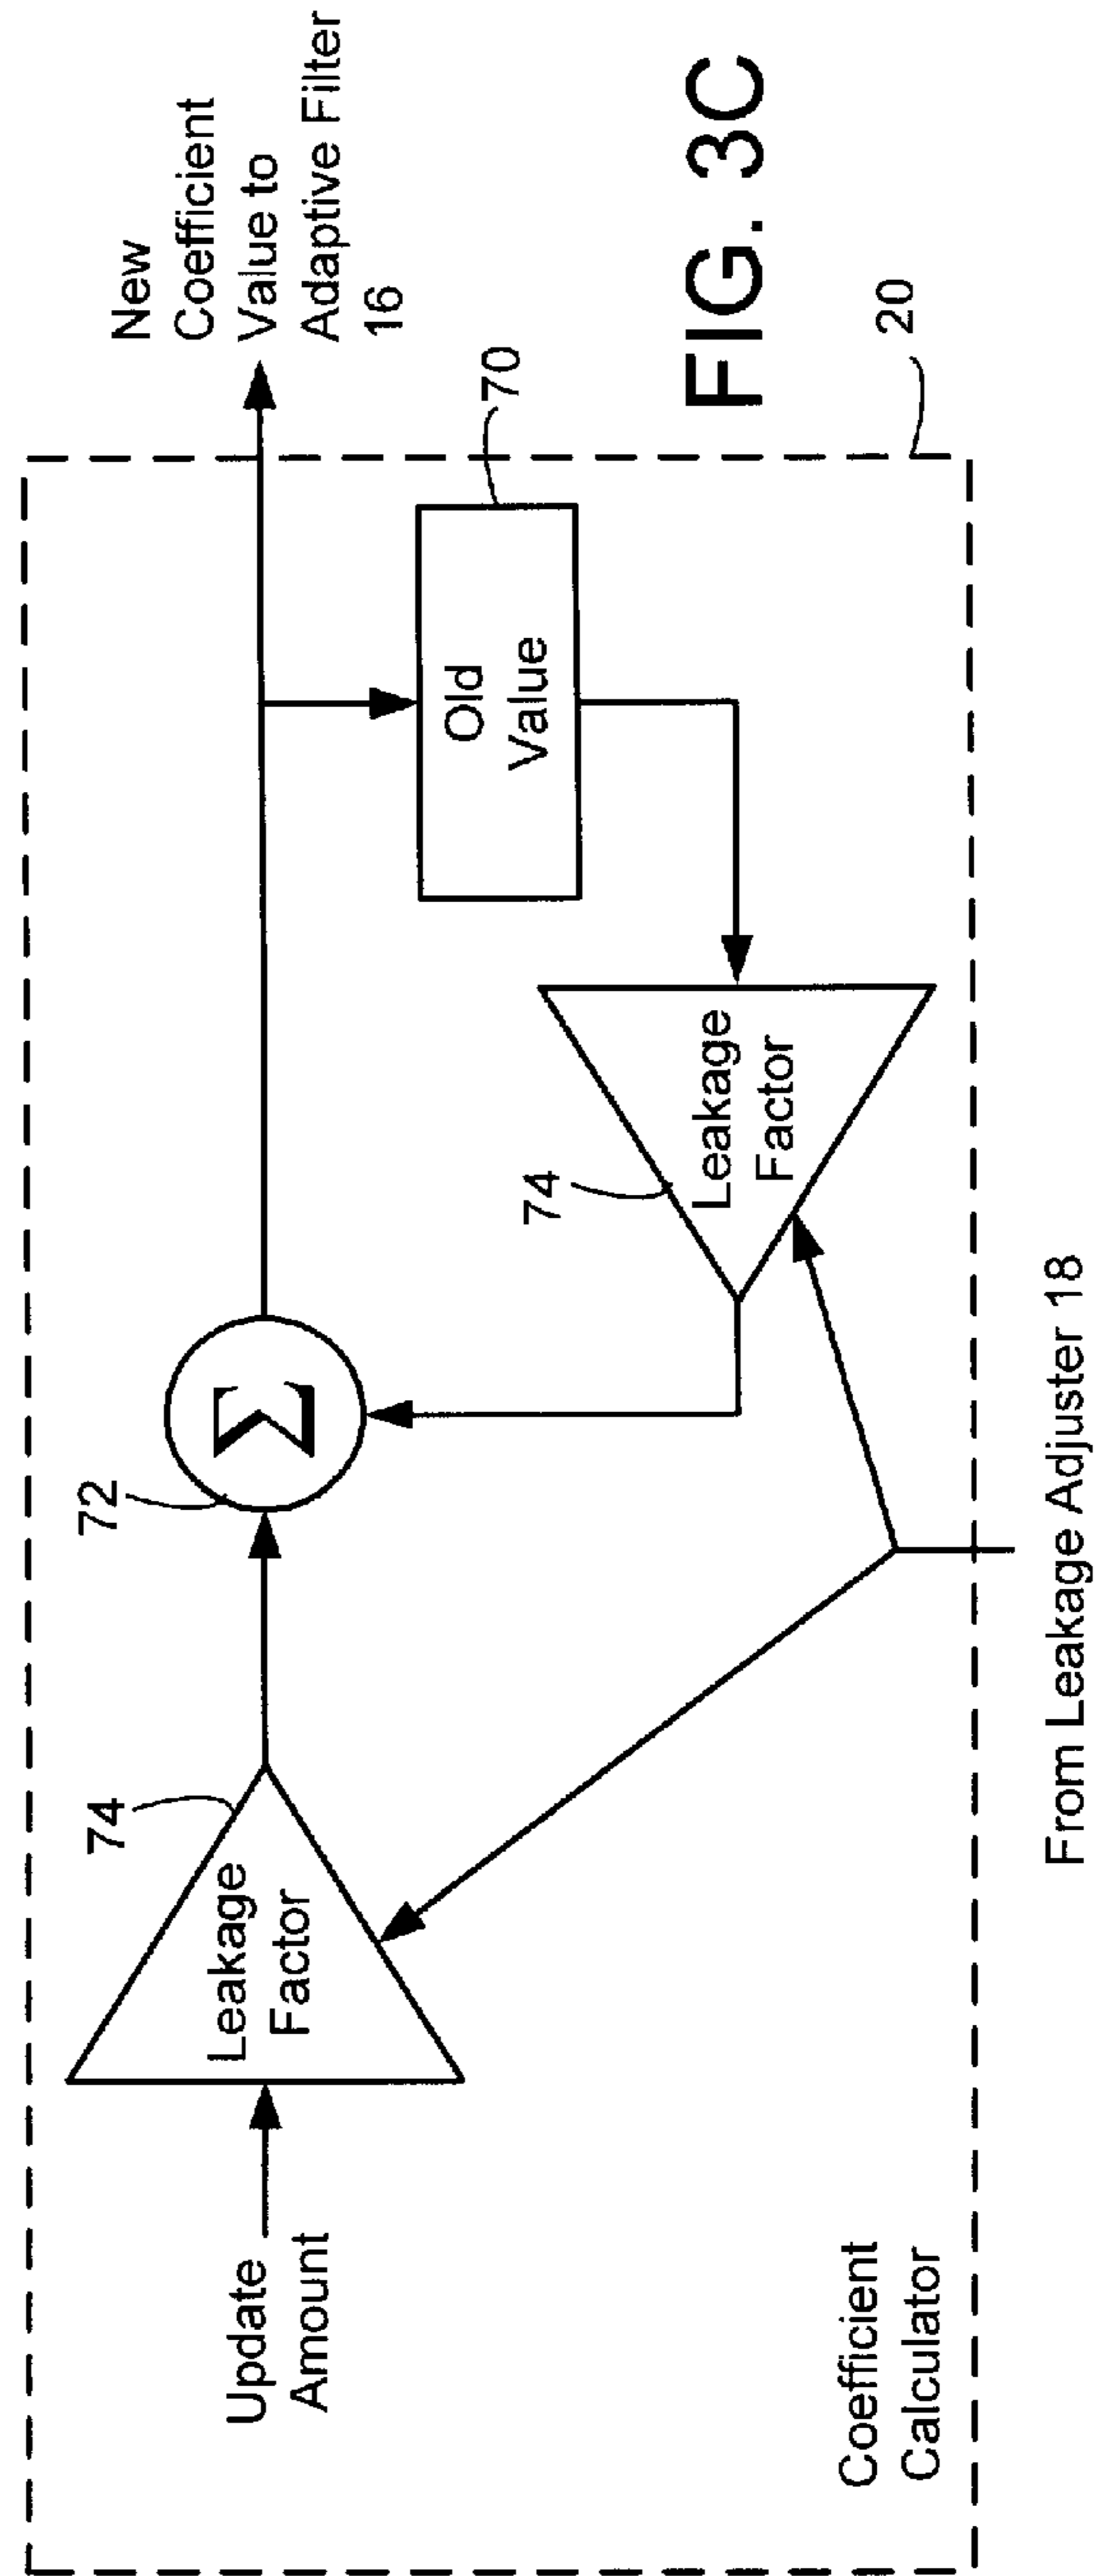 Update
Amount
Leakage
Factor
74
72
Σ
New
Coefficient
Value to
Adaptive Filter
16
70
Old
Value
74
Leakage
Factor
Coefficient
Calculator
From Leakage Adjuster 18
20
FIG. 3C